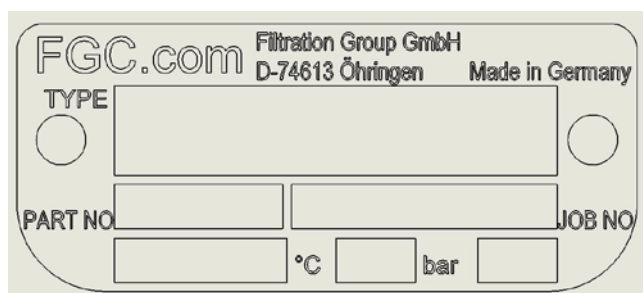 FGC.com Filtration Group GmbH
D-74613 Öhringen Made in Germany
TYPE
PART NO JOB NO
°C bar